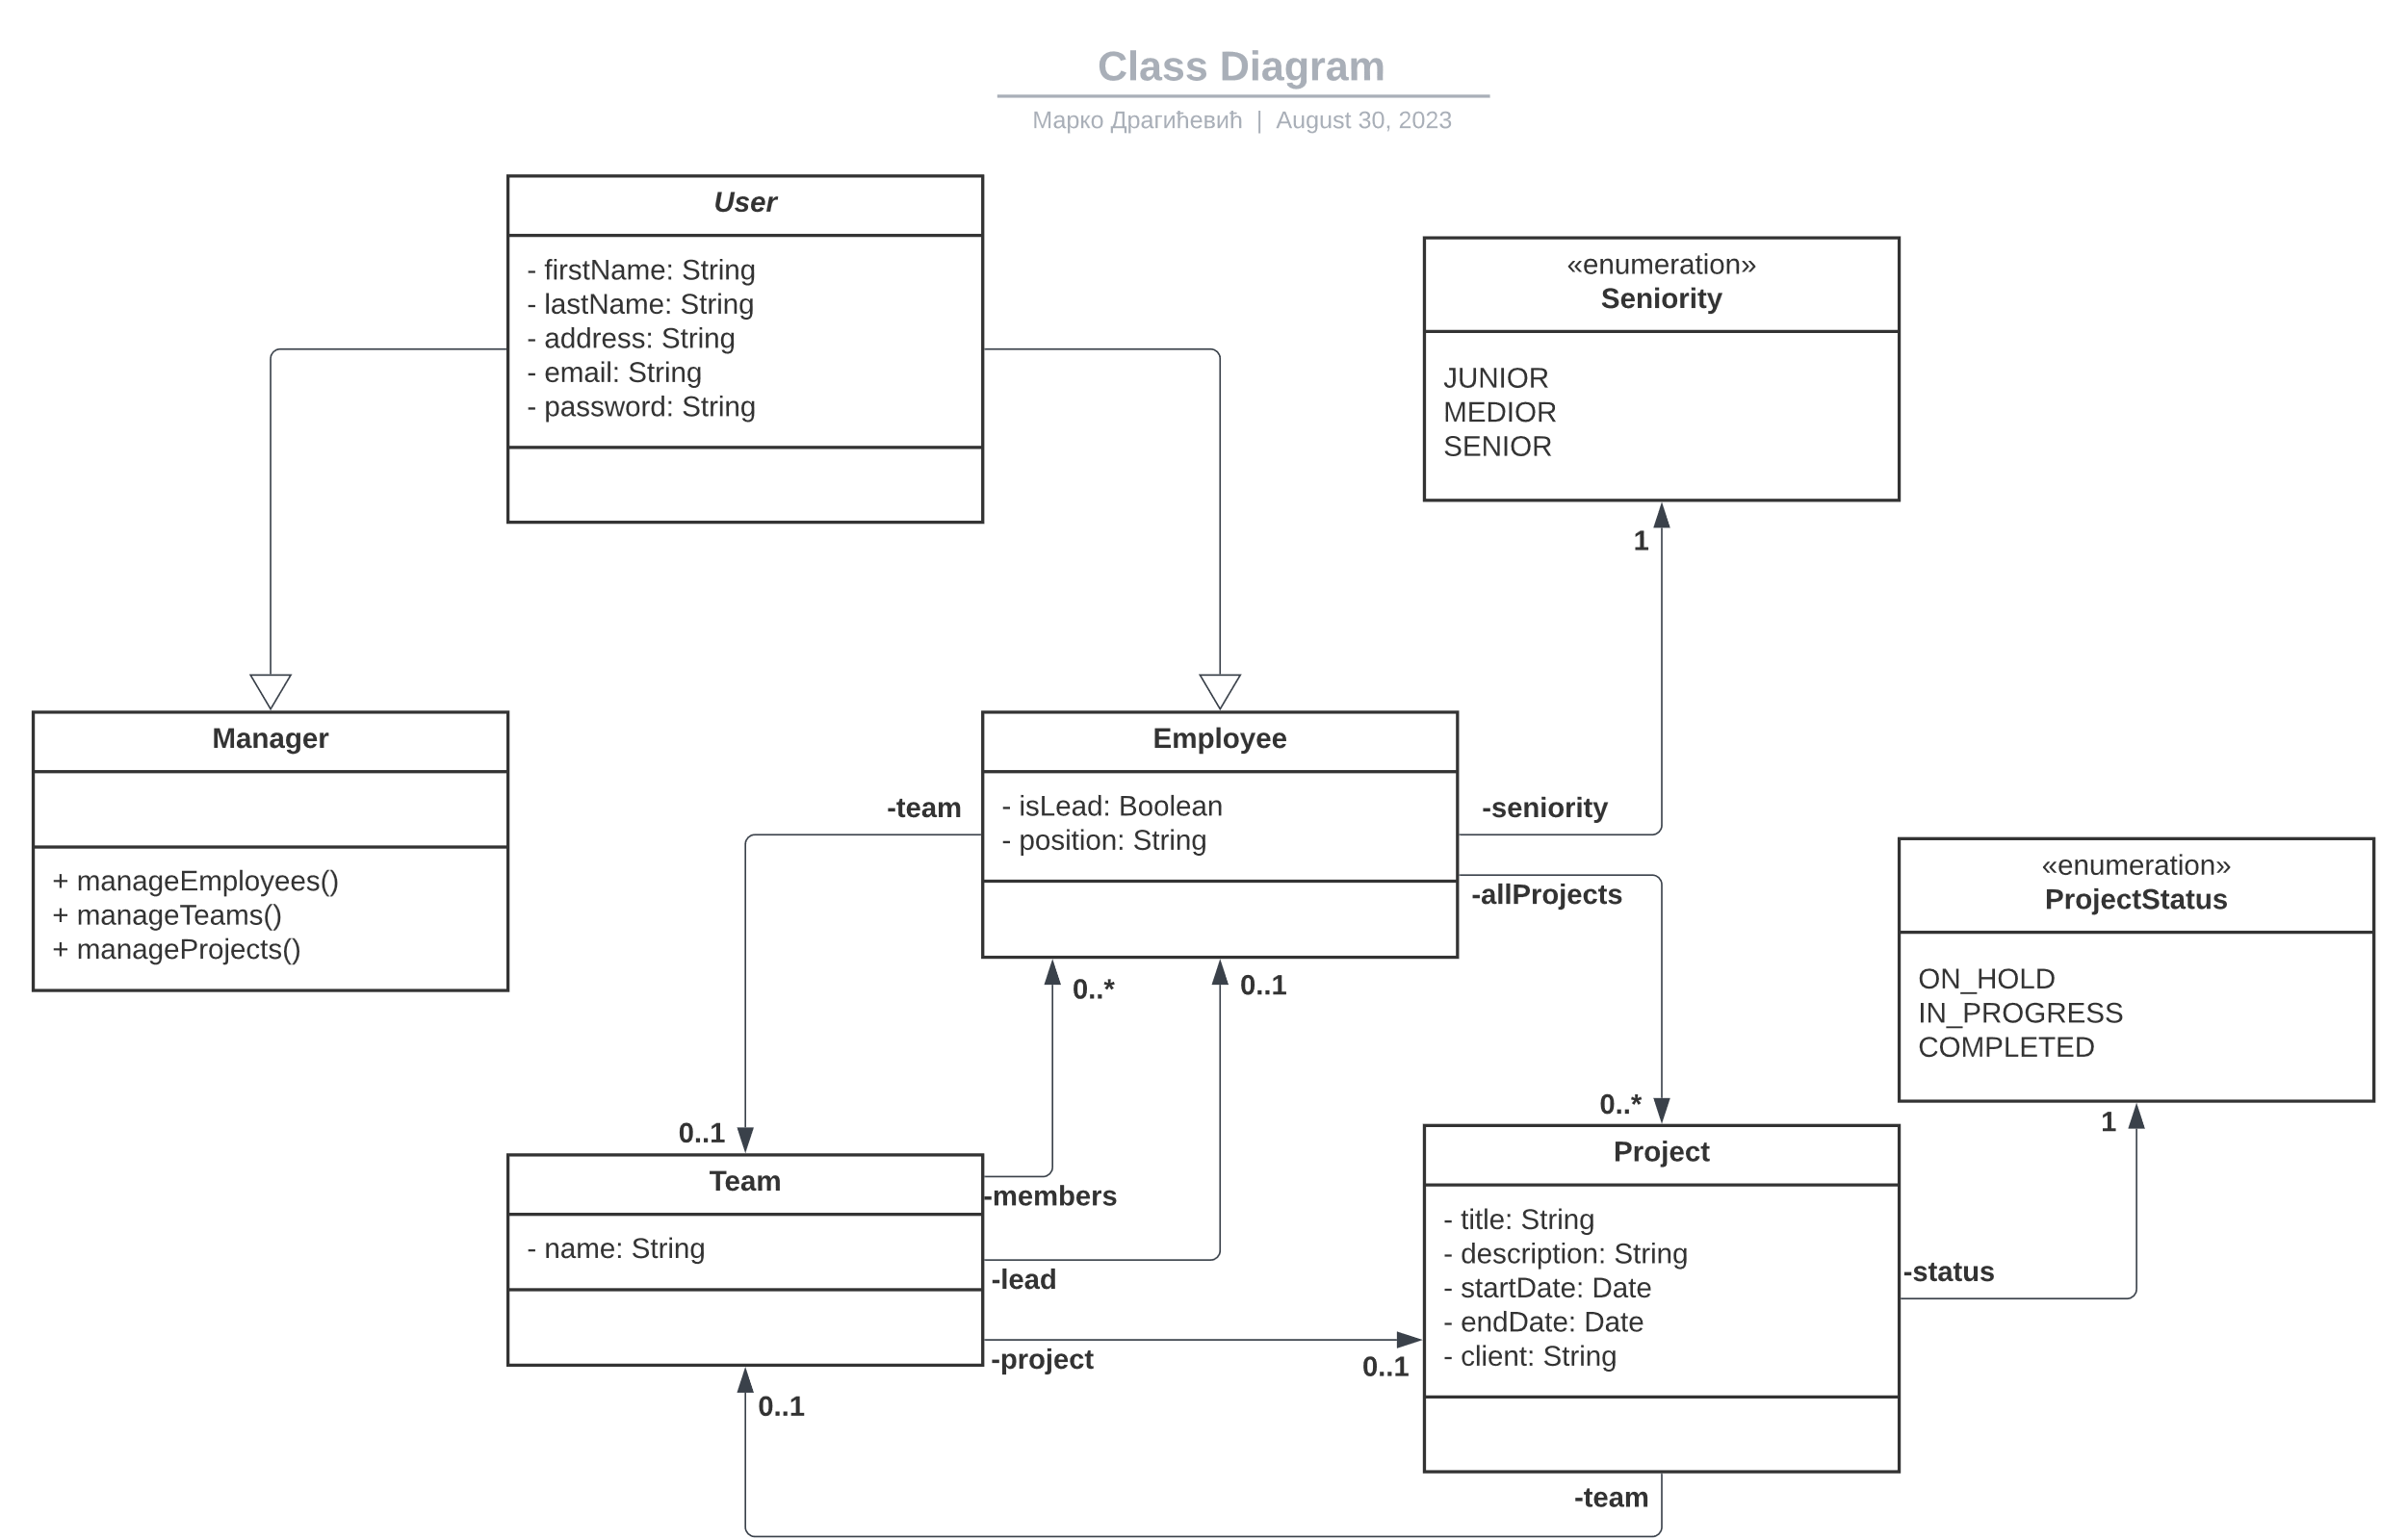 Class Diagram
Марко Драгићевић | August 30, 2023
User
- firstName: String
- lastName: String
- address: String
- email: String
- password: String
«enumeration»
Seniority
JUNIOR
MEDIOR
SENIOR
1
Manager
+ manageEmployees()
+ manageTeams()
+ manageProjects()
Employee
- isLead: Boolean
- position: String
-team
-seniority
-allProjects
0..*
0..1
«enumeration»
ProjectStatus
ON_HOLD
IN_PROGRESS
COMPLETED
1
0..1
0..*
Team
- name: String
-members
-lead
-project
0..1
0..1
Project
- title: String
- description: String
- startDate: Date
- endDate: Date
- client: String
-status
-team